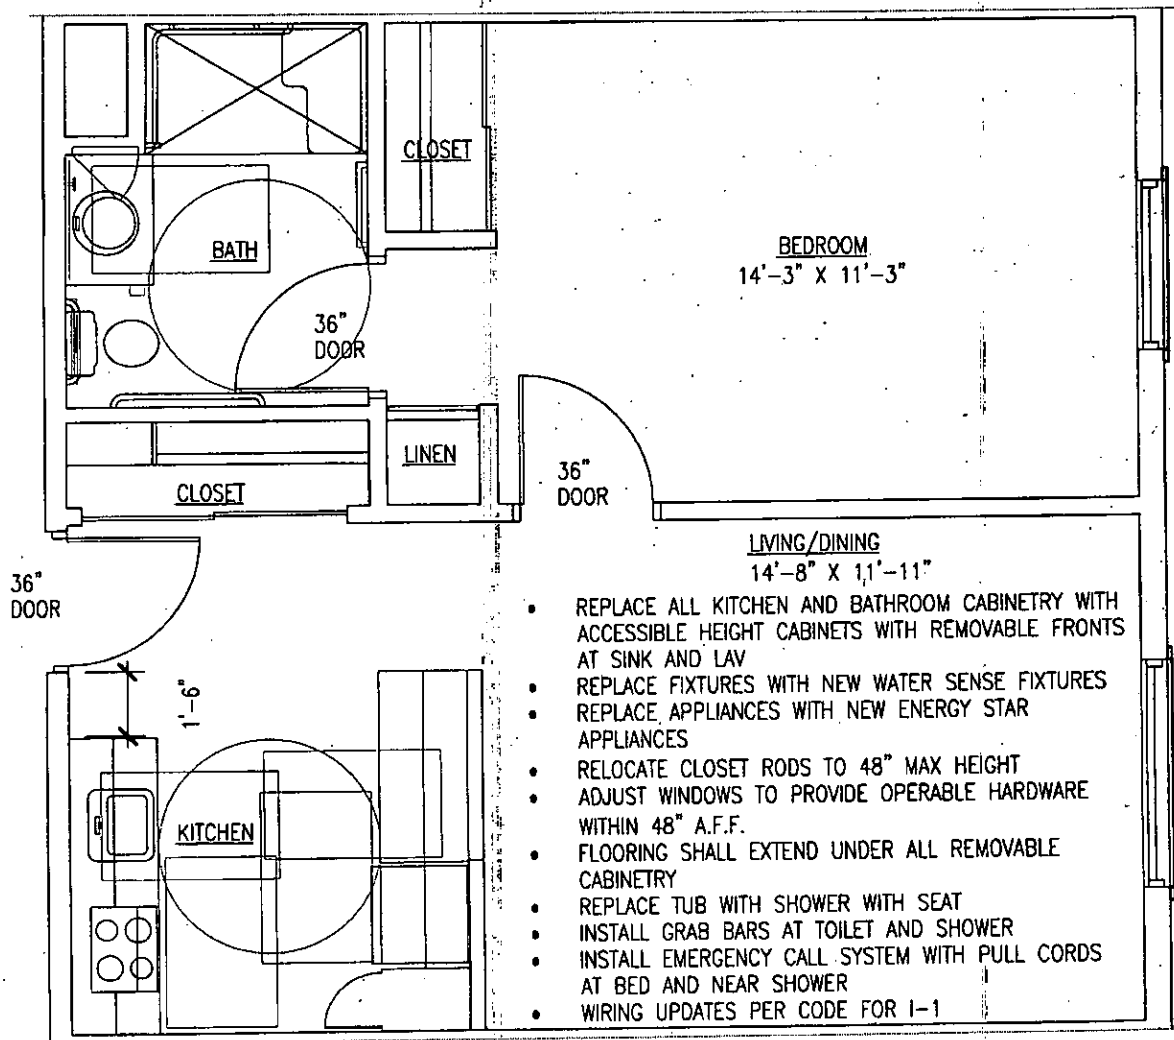 CLOSET
BATH
BEDROOM
14'-3" X 11'-3"
36"
DOOR
LINEN
36"
DOOR
CLOSET
36"
DOOR
LIVING/DINING
14'-8" X 11'-11"
• REPLACE ALL KITCHEN AND BATHROOM CABINETRY WITH
ACCESSIBLE HEIGHT CABINETS WITH REMOVABLE FRONTS
AT SINK AND LAV
• REPLACE FIXTURES WITH NEW WATER SENSE FIXTURES
• REPLACE APPLIANCES WITH NEW ENERGY STAR
APPLIANCES
• RELOCATE CLOSET RODS TO 48" MAX HEIGHT
• ADJUST WINDOWS TO PROVIDE OPERABLE HARDWARE
WITHIN 48" A.F.F.
• FLOORING SHALL EXTEND UNDER ALL REMOVABLE
CABINETRY
• REPLACE TUB WITH SHOWER WITH SEAT
• INSTALL GRAB BARS AT TOILET AND SHOWER
• INSTALL EMERGENCY CALL SYSTEM WITH PULL CORDS
AT BED AND NEAR SHOWER
• WIRING UPDATES PER CODE FOR I-1
1'-6"
KITCHEN